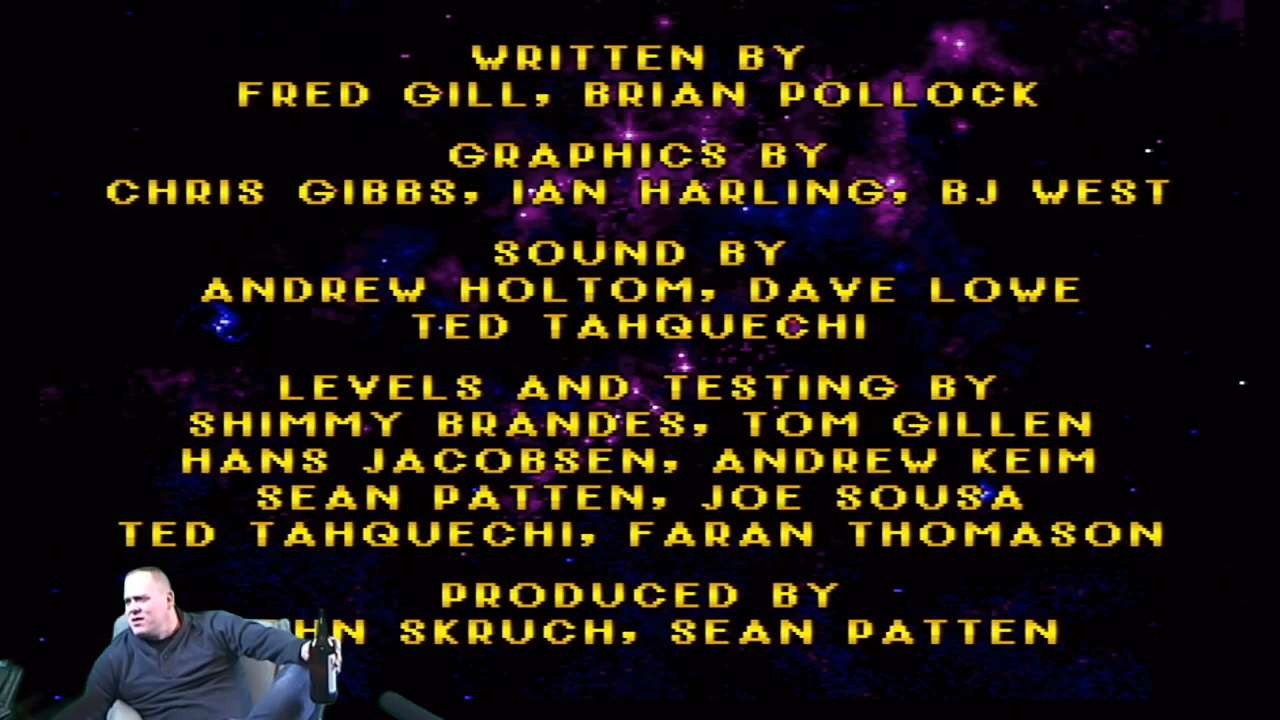 WRITTEN BY
FRED GILL, BRIAN POLLOCK
GRAPHICS BY
CHRIS GIBBS, IAN HARLING, BJ WEST
SOUND BY
ANDREW HOLTOM, DAVE LOWE
TED TAHQUECHI
LEVELS AND TESTING BY
SHIMMY BRANDES, TOM GILLEN
HANS JACOBSEN, ANDREW KEIM
SEAN PATTEN, JOE SOUSA
TED TAHQUECHI, FARAN THOMASON
PRODUCED BY
SKRUCH, SEAN PATTEN